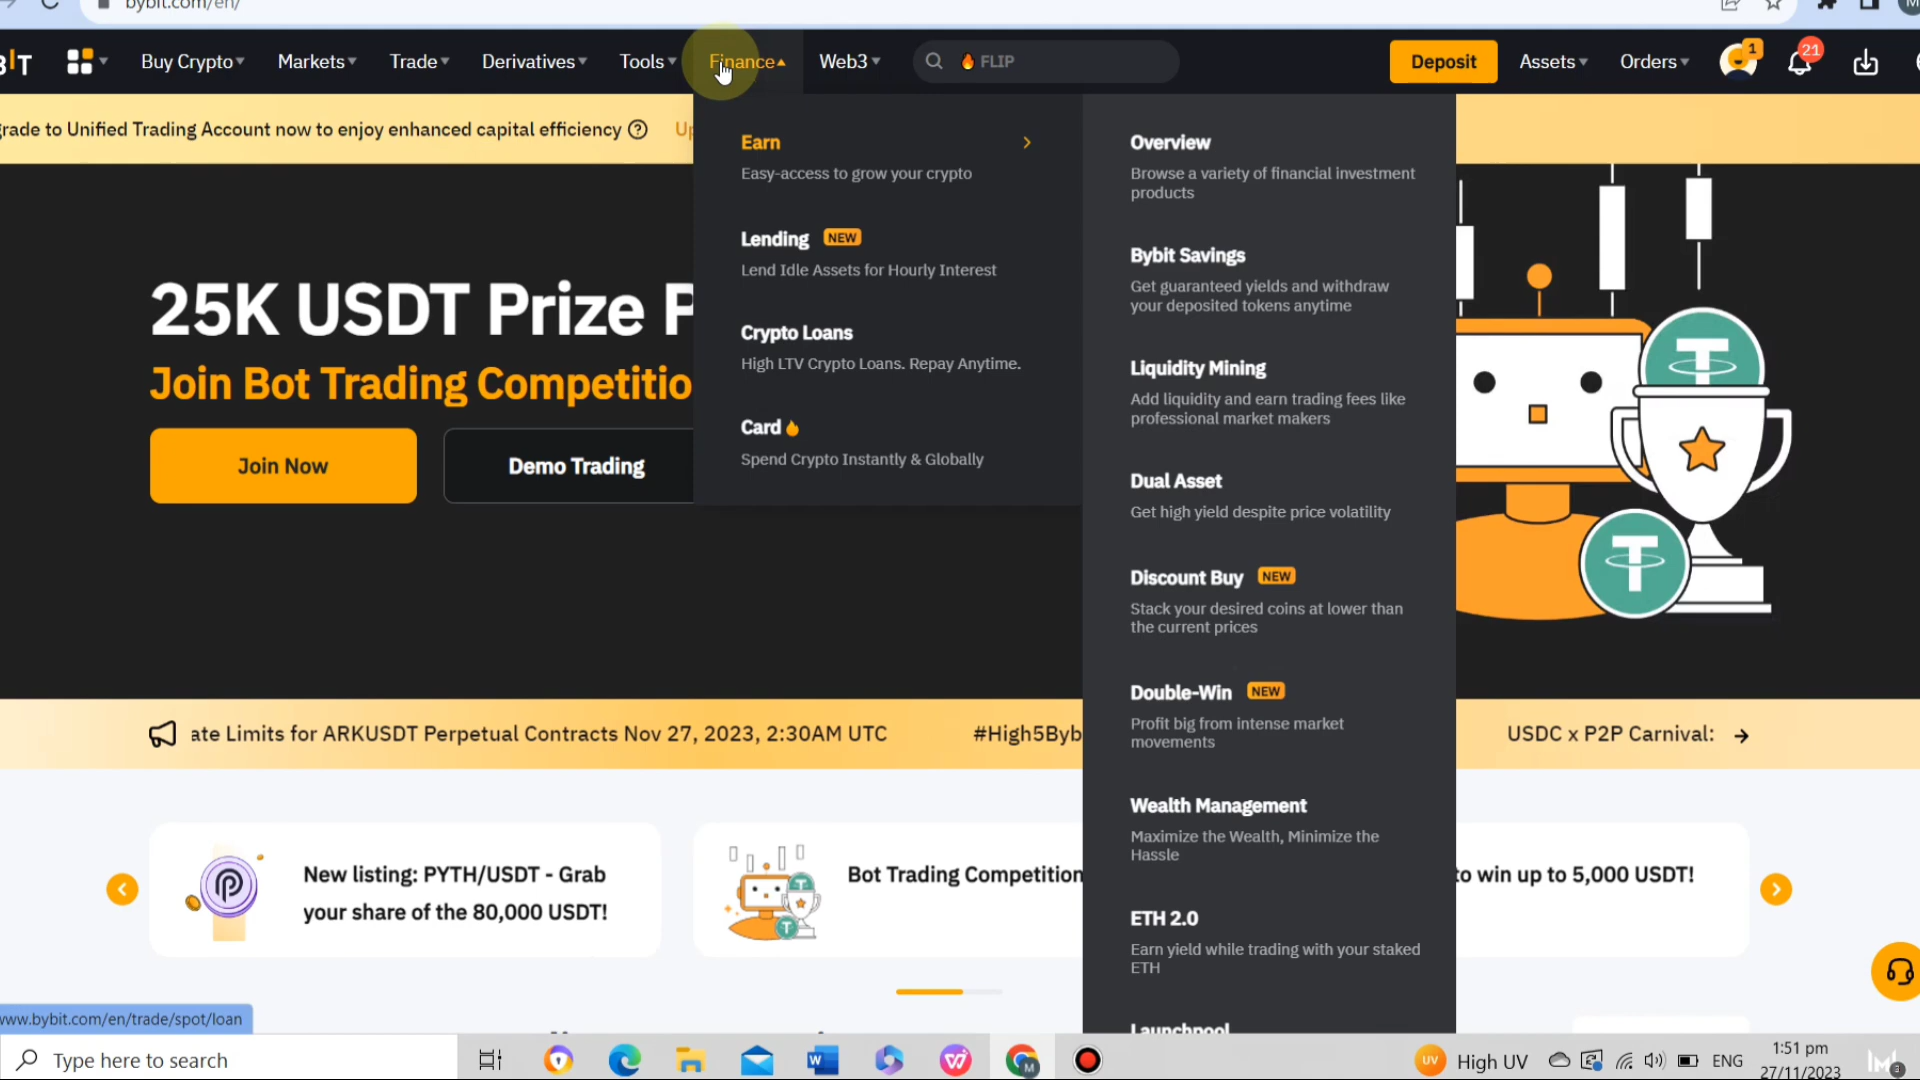 bybit.com/en/
BIT
Buy Crypto
Markets
Trade
Derivatives
Tools
Finance
Web3
FLIP
Deposit
Assets
Orders
1
21
grade to Unified Trading Account now to enjoy enhanced capital efficiency
Earn
Easy-access to grow your crypto
Lending NEW
Lend Idle Assets for Hourly Interest
Crypto Loans
High LTV Crypto Loans. Repay Anytime.
Card
Spend Crypto Instantly & Globally
Overview
Browse a variety of financial investment
products
Bybit Savings
Get guaranteed yields and withdraw
your deposited tokens anytime
Liquidity Mining
Add liquidity and earn trading fees like
professional market makers
Dual Asset
Get high yield despite price volatility
Discount Buy NEW
Stack your desired coins at lower than
the current prices
Double-Win NEW
Profit big from intense market
movements
Wealth Management
Maximize the Wealth, Minimize the
Hassle
ETH 2.0
Earn yield while trading with your staked
ETH
Launchpool
25K USDT Prize P
Join Bot Trading Competitio
Join Now
Demo Trading
ate Limits for ARKUSDT Perpetual Contracts Nov 27, 2023, 2:30AM UTC
#High5Byb
USDC x P2P Carnival:
New listing: PYTH/USDT - Grab
your share of the 80,000 USDT!
Bot Trading Competition
to win up to 5,000 USDT!
www.bybit.com/en/trade/spot/loan
Type here to search
UV
High UV
ENG
1:51 pm
27/11/2023
3